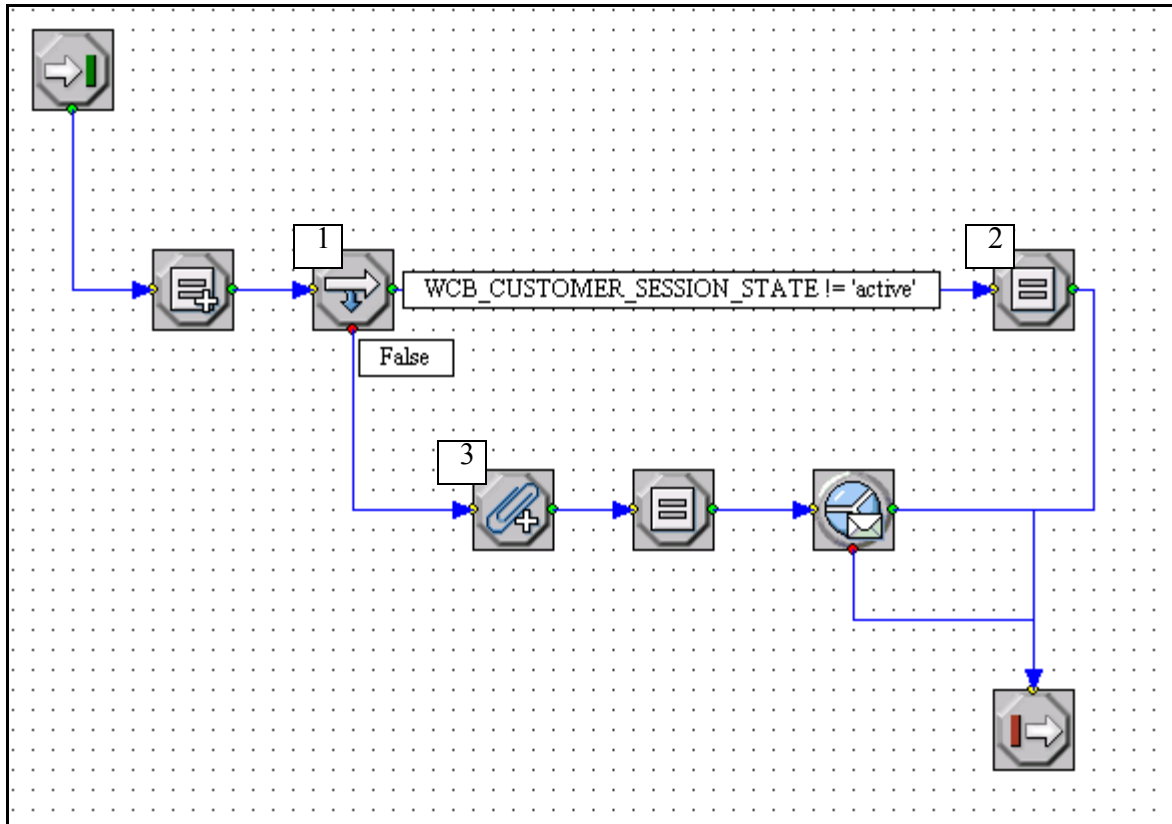 1
2
WCB_CUSTOMER_SESSION_STATE != 'active'
False
3